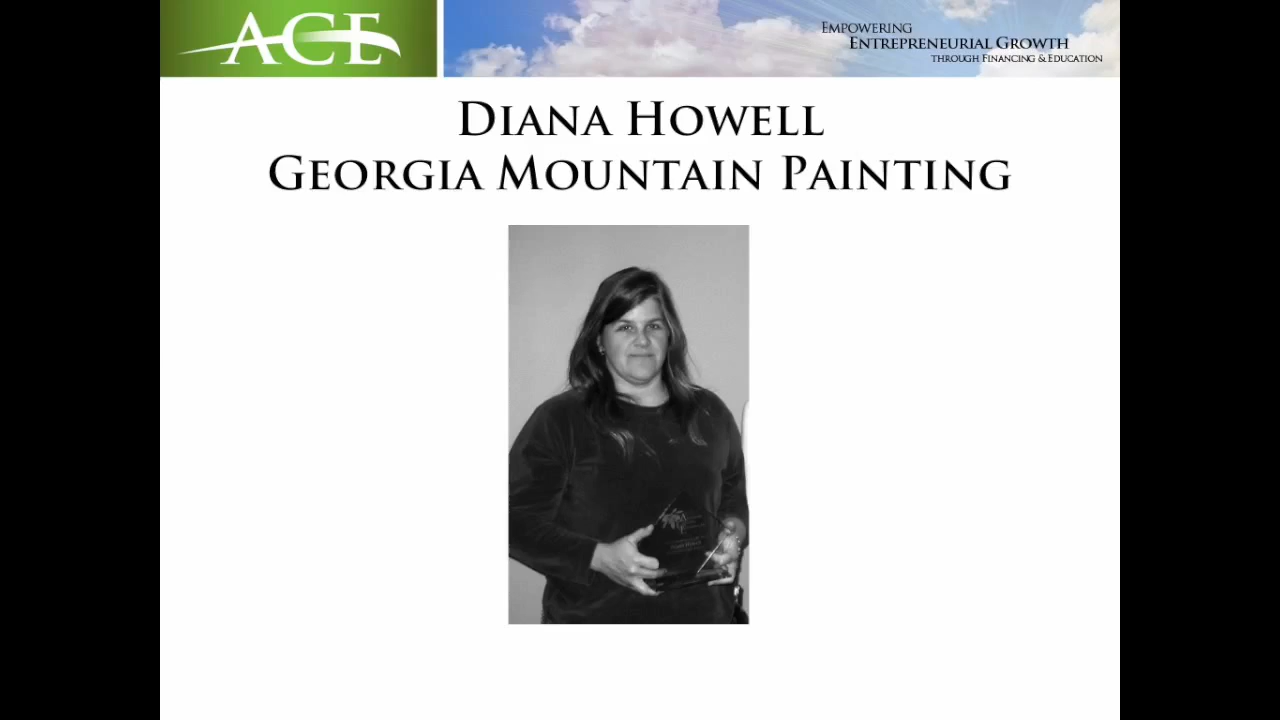 ACE
EMPOWERING
ENTREPRENEURIAL GROWTH
THROUGH FINANCING & EDUCATION
DIANA HOWELL
GEORGIA MOUNTAIN PAINTING